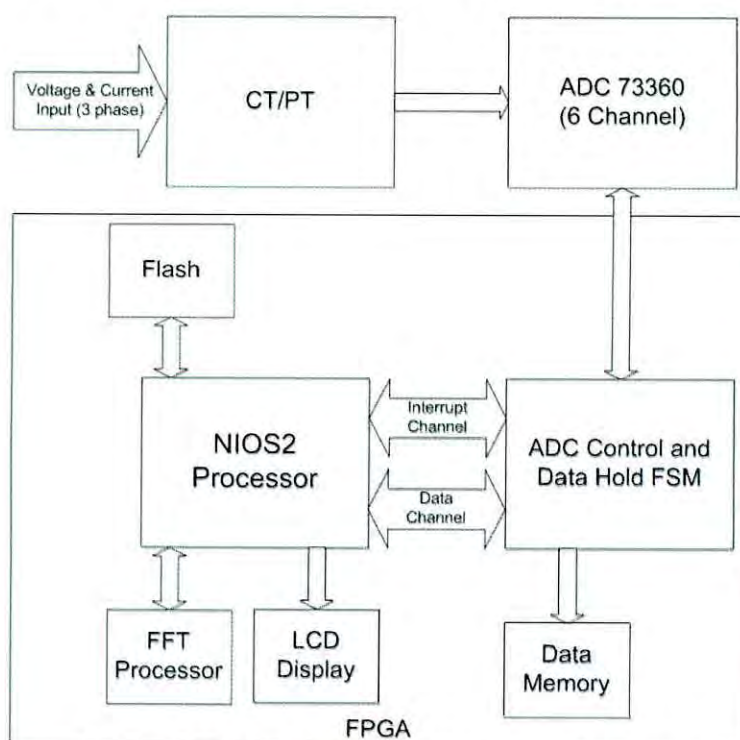 Voltage & Current
Input (3 phase)
CT/PT
ADC 73360
(6 Channel)
Flash
NIOS2
Processor
Interrupt
Channel
Data
Channel
ADC Control and
Data Hold FSM
FFT
Processor
LCD
Display
Data
Memory
FPGA